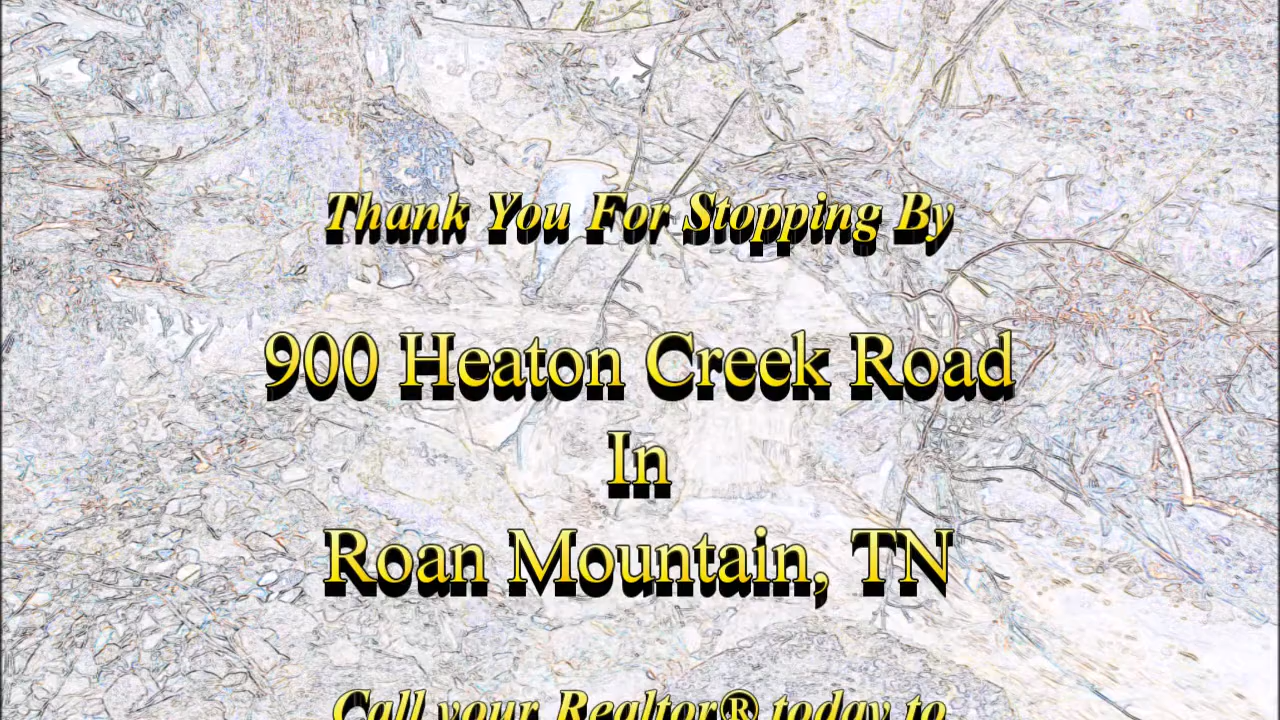 Thank You For Stopping By
900 Heaton Creek Road
In
Roan Mountain, TN
Call your Realtor® today to